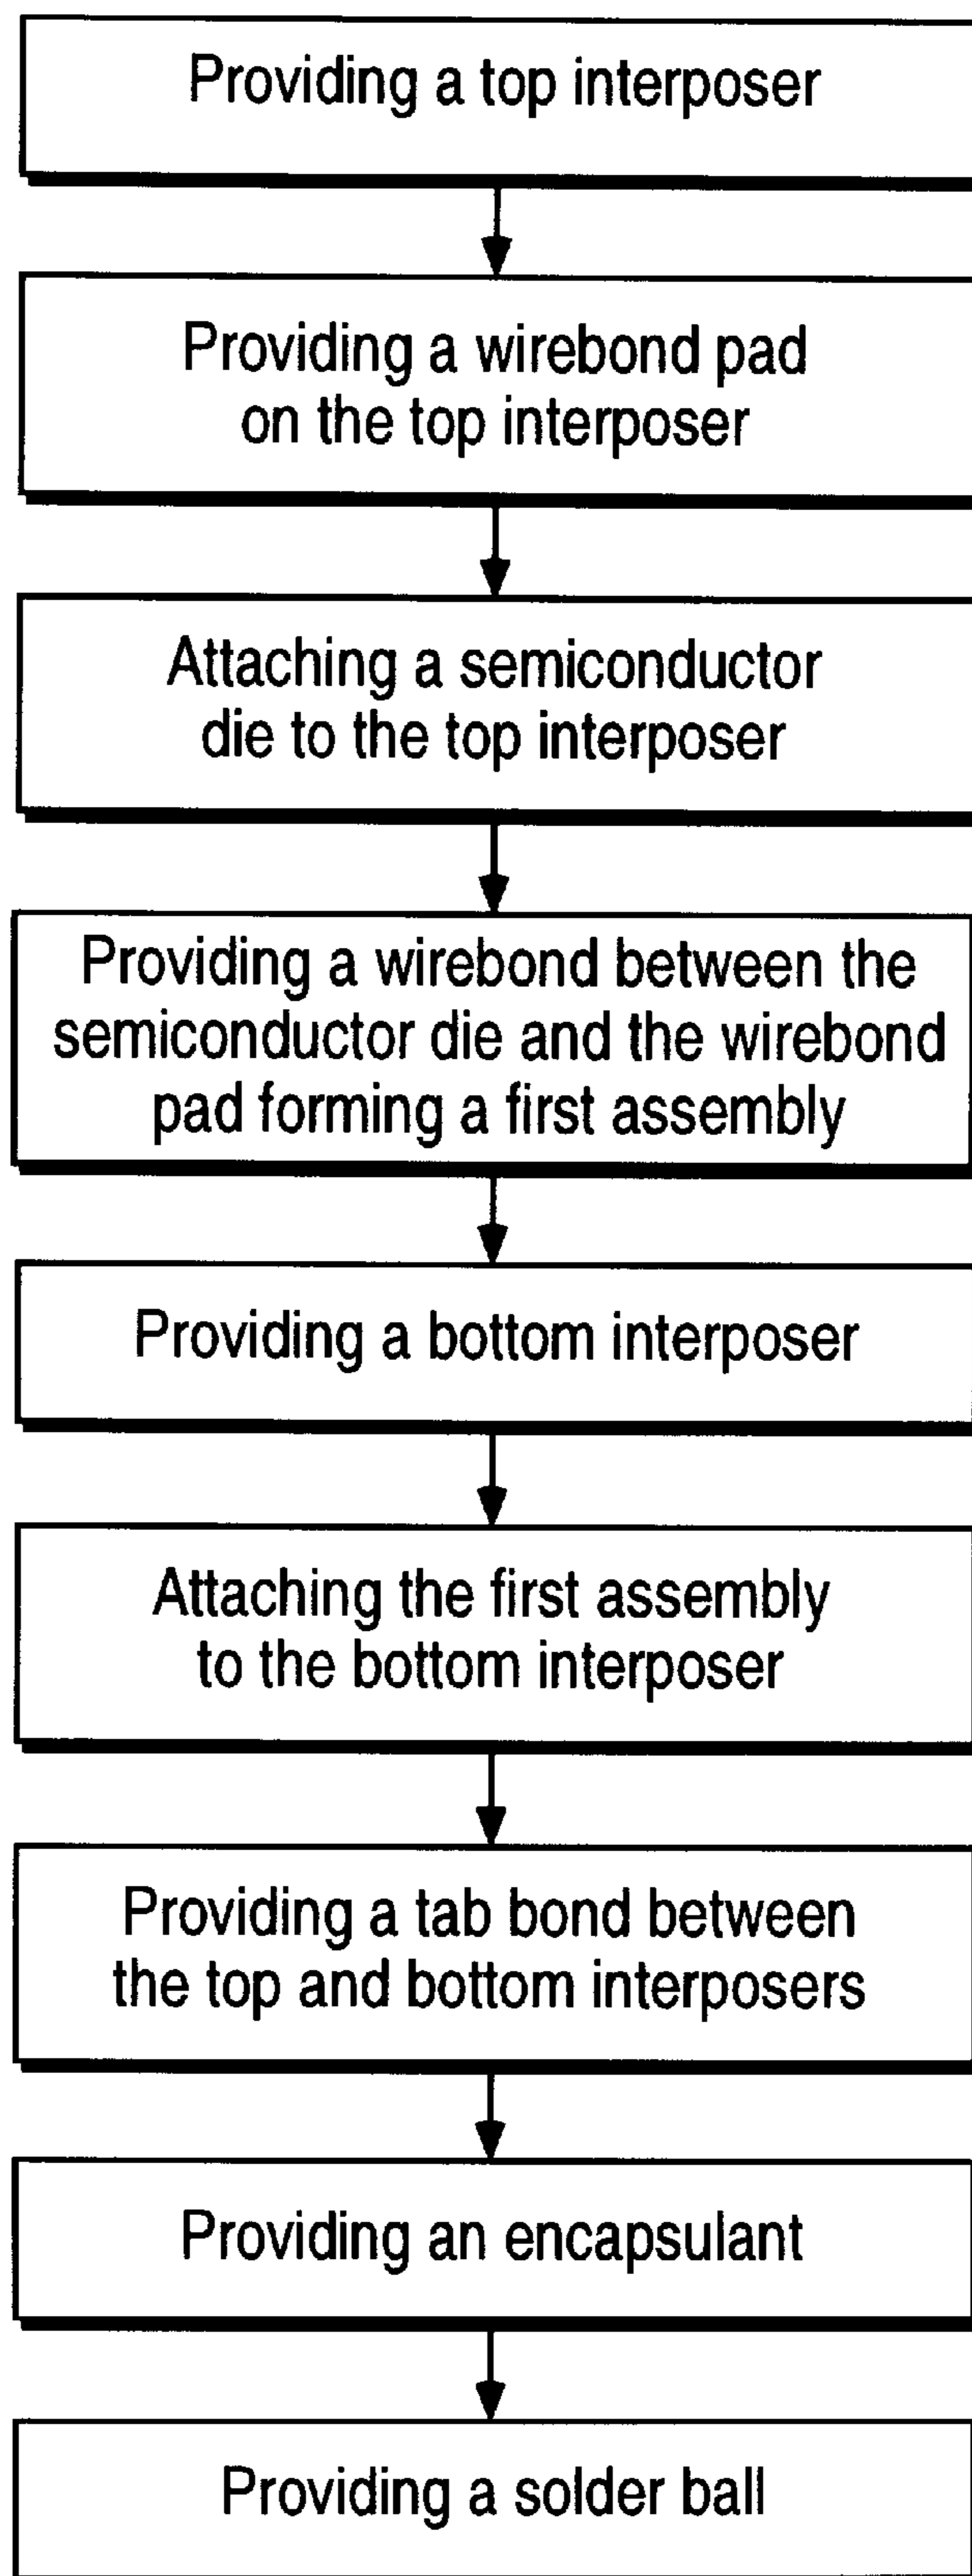 Providing a top interposer
Providing a wirebond pad
on the top interposer
Attaching a semiconductor
die to the top interposer
Providing a wirebond between the
semiconductor die and the wirebond
pad forming a first assembly
Providing a bottom interposer
Attaching the first assembly
to the bottom interposer
Providing a tab bond between
the top and bottom interposers
Providing an encapsulant
Providing a solder ball